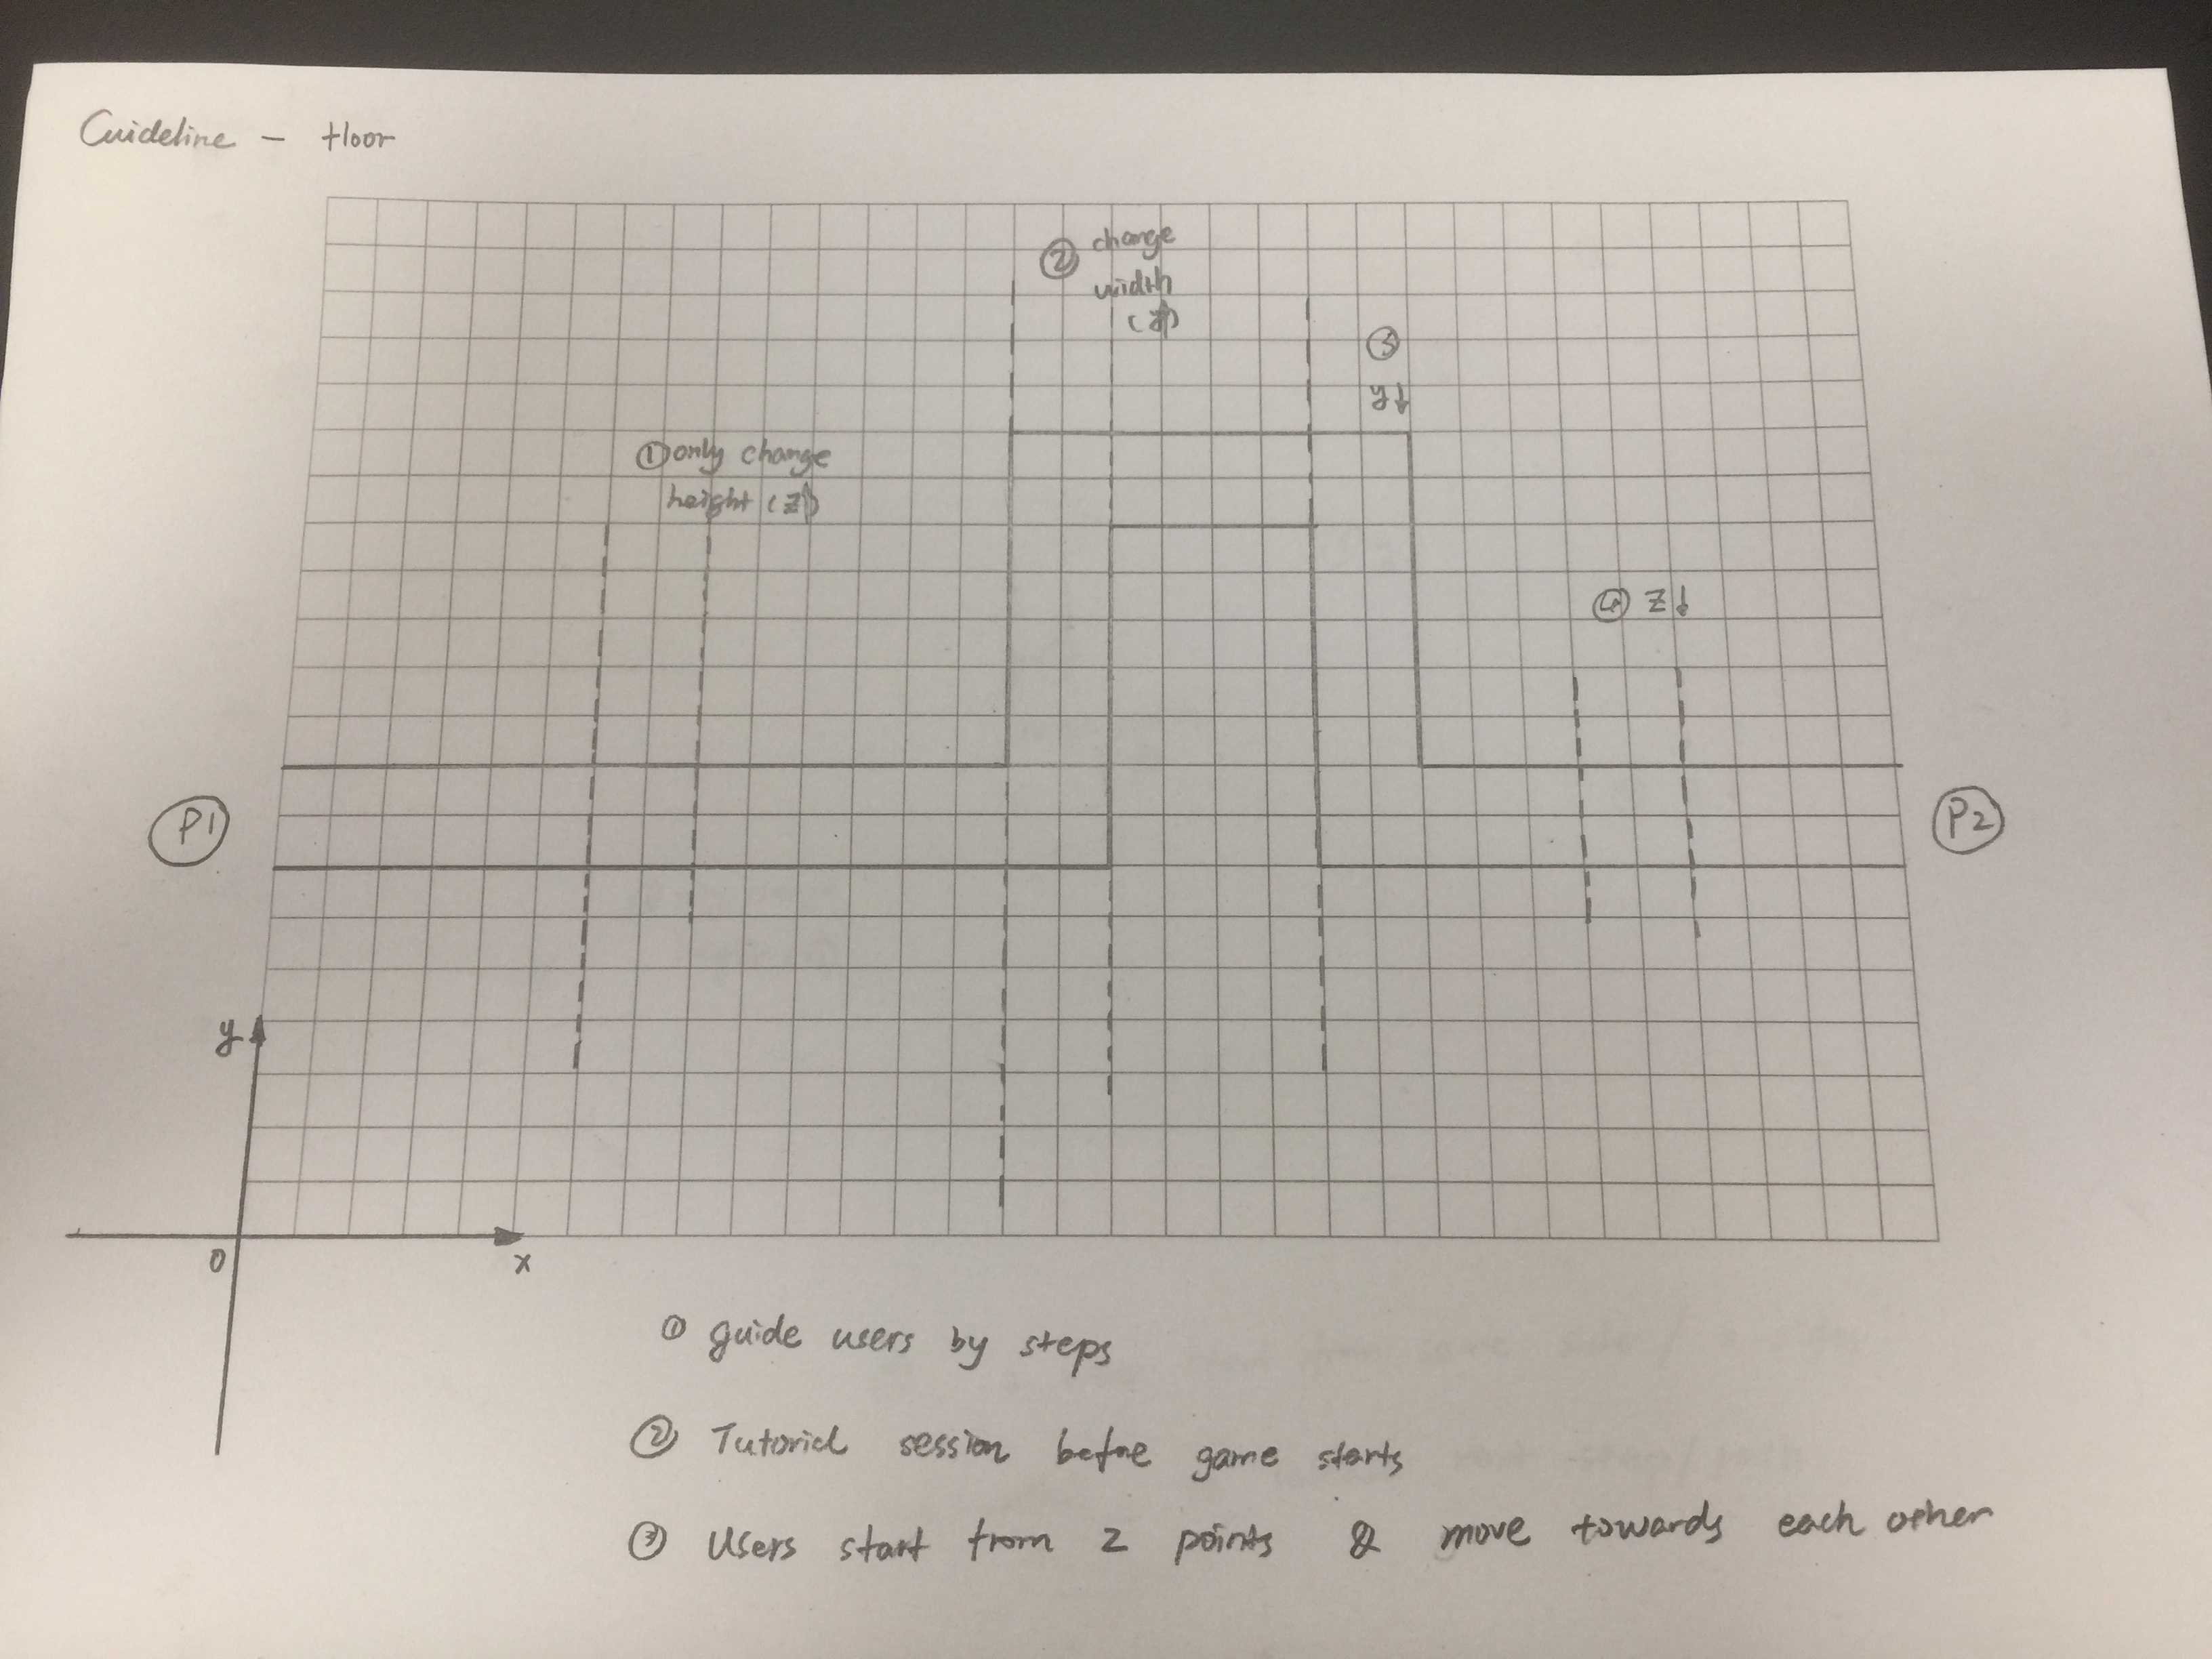 Guideline – floor
② change
width
(z↑)
③
y↓
① only change
height (z↑)
④ z↓
P1
P2
y
0
x
① guide users by steps
② Tutorial session before game starts
③ Users start from 2 points & move towards each other